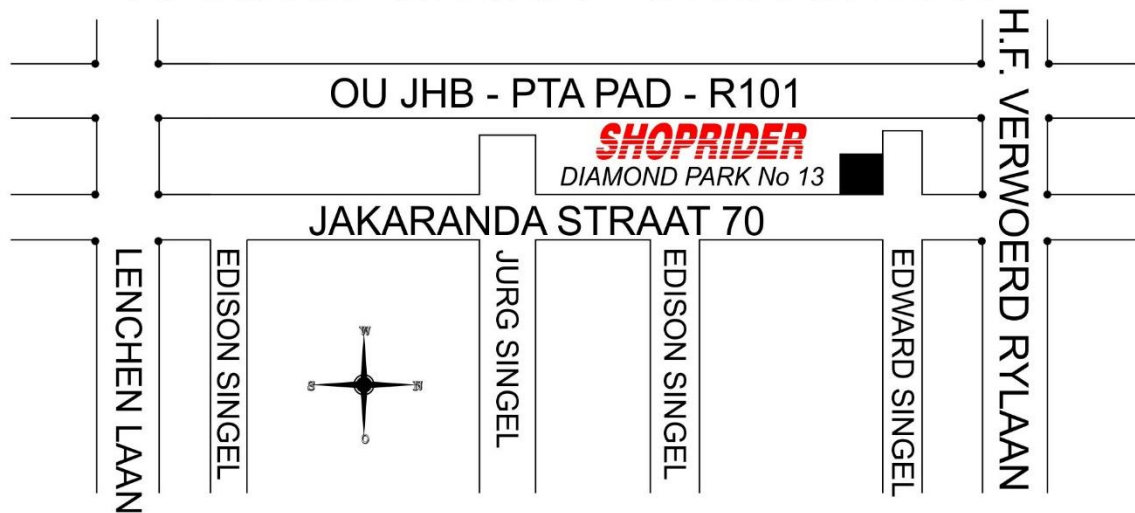 OU JHB - PTA PAD - R101
SHOPRIDER
DIAMOND PARK No 13
JAKARANDA STRAAT 70
LENCHEN LAAN
EDISON SINGEL
JURG SINGEL
EDISON SINGEL
EDWARD SINGEL
H.F. VERWOERD RYLAAN
W
S
N
O